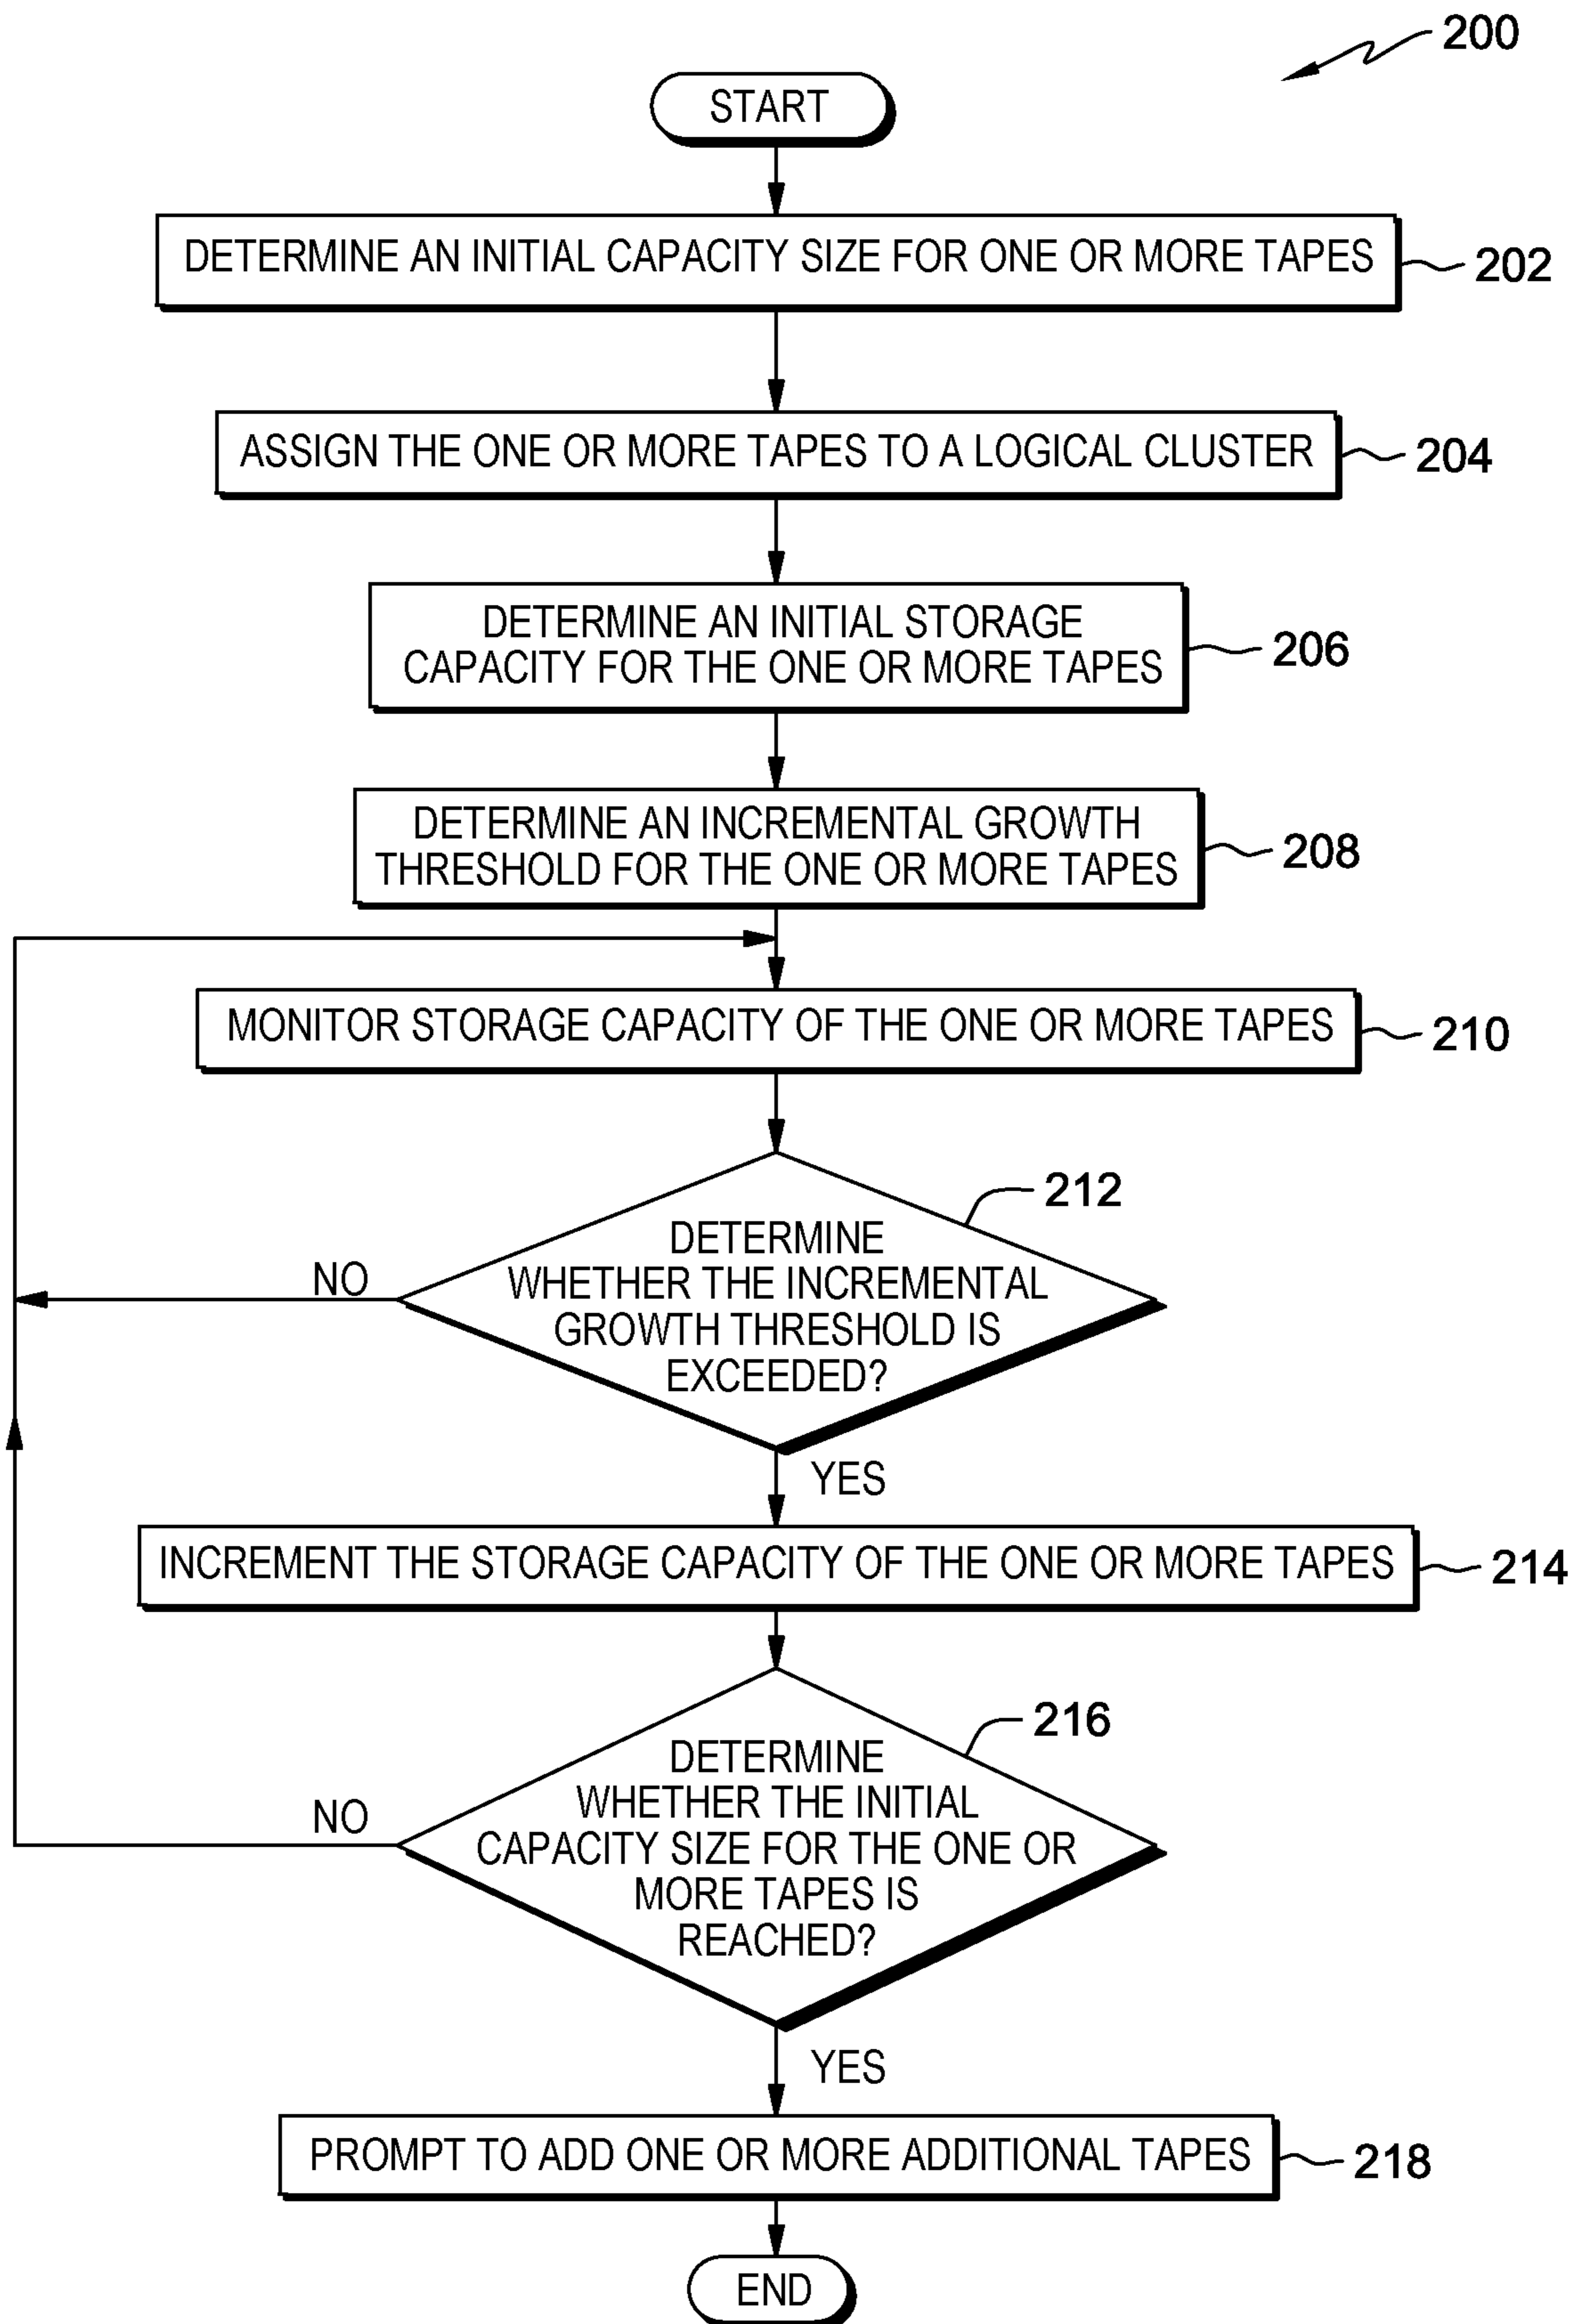 200
START
DETERMINE AN INITIAL CAPACITY SIZE FOR ONE OR MORE TAPES
202
ASSIGN THE ONE OR MORE TAPES TO A LOGICAL CLUSTER
204
DETERMINE AN INITIAL STORAGE
CAPACITY FOR THE ONE OR MORE TAPES
206
DETERMINE AN INCREMENTAL GROWTH
THRESHOLD FOR THE ONE OR MORE TAPES
208
MONITOR STORAGE CAPACITY OF THE ONE OR MORE TAPES
210
212
DETERMINE
WHETHER THE INCREMENTAL
GROWTH THRESHOLD IS
EXCEEDED?
NO
YES
INCREMENT THE STORAGE CAPACITY OF THE ONE OR MORE TAPES
214
216
DETERMINE
WHETHER THE INITIAL
CAPACITY SIZE FOR THE ONE OR
MORE TAPES IS
REACHED?
NO
YES
PROMPT TO ADD ONE OR MORE ADDITIONAL TAPES
218
END